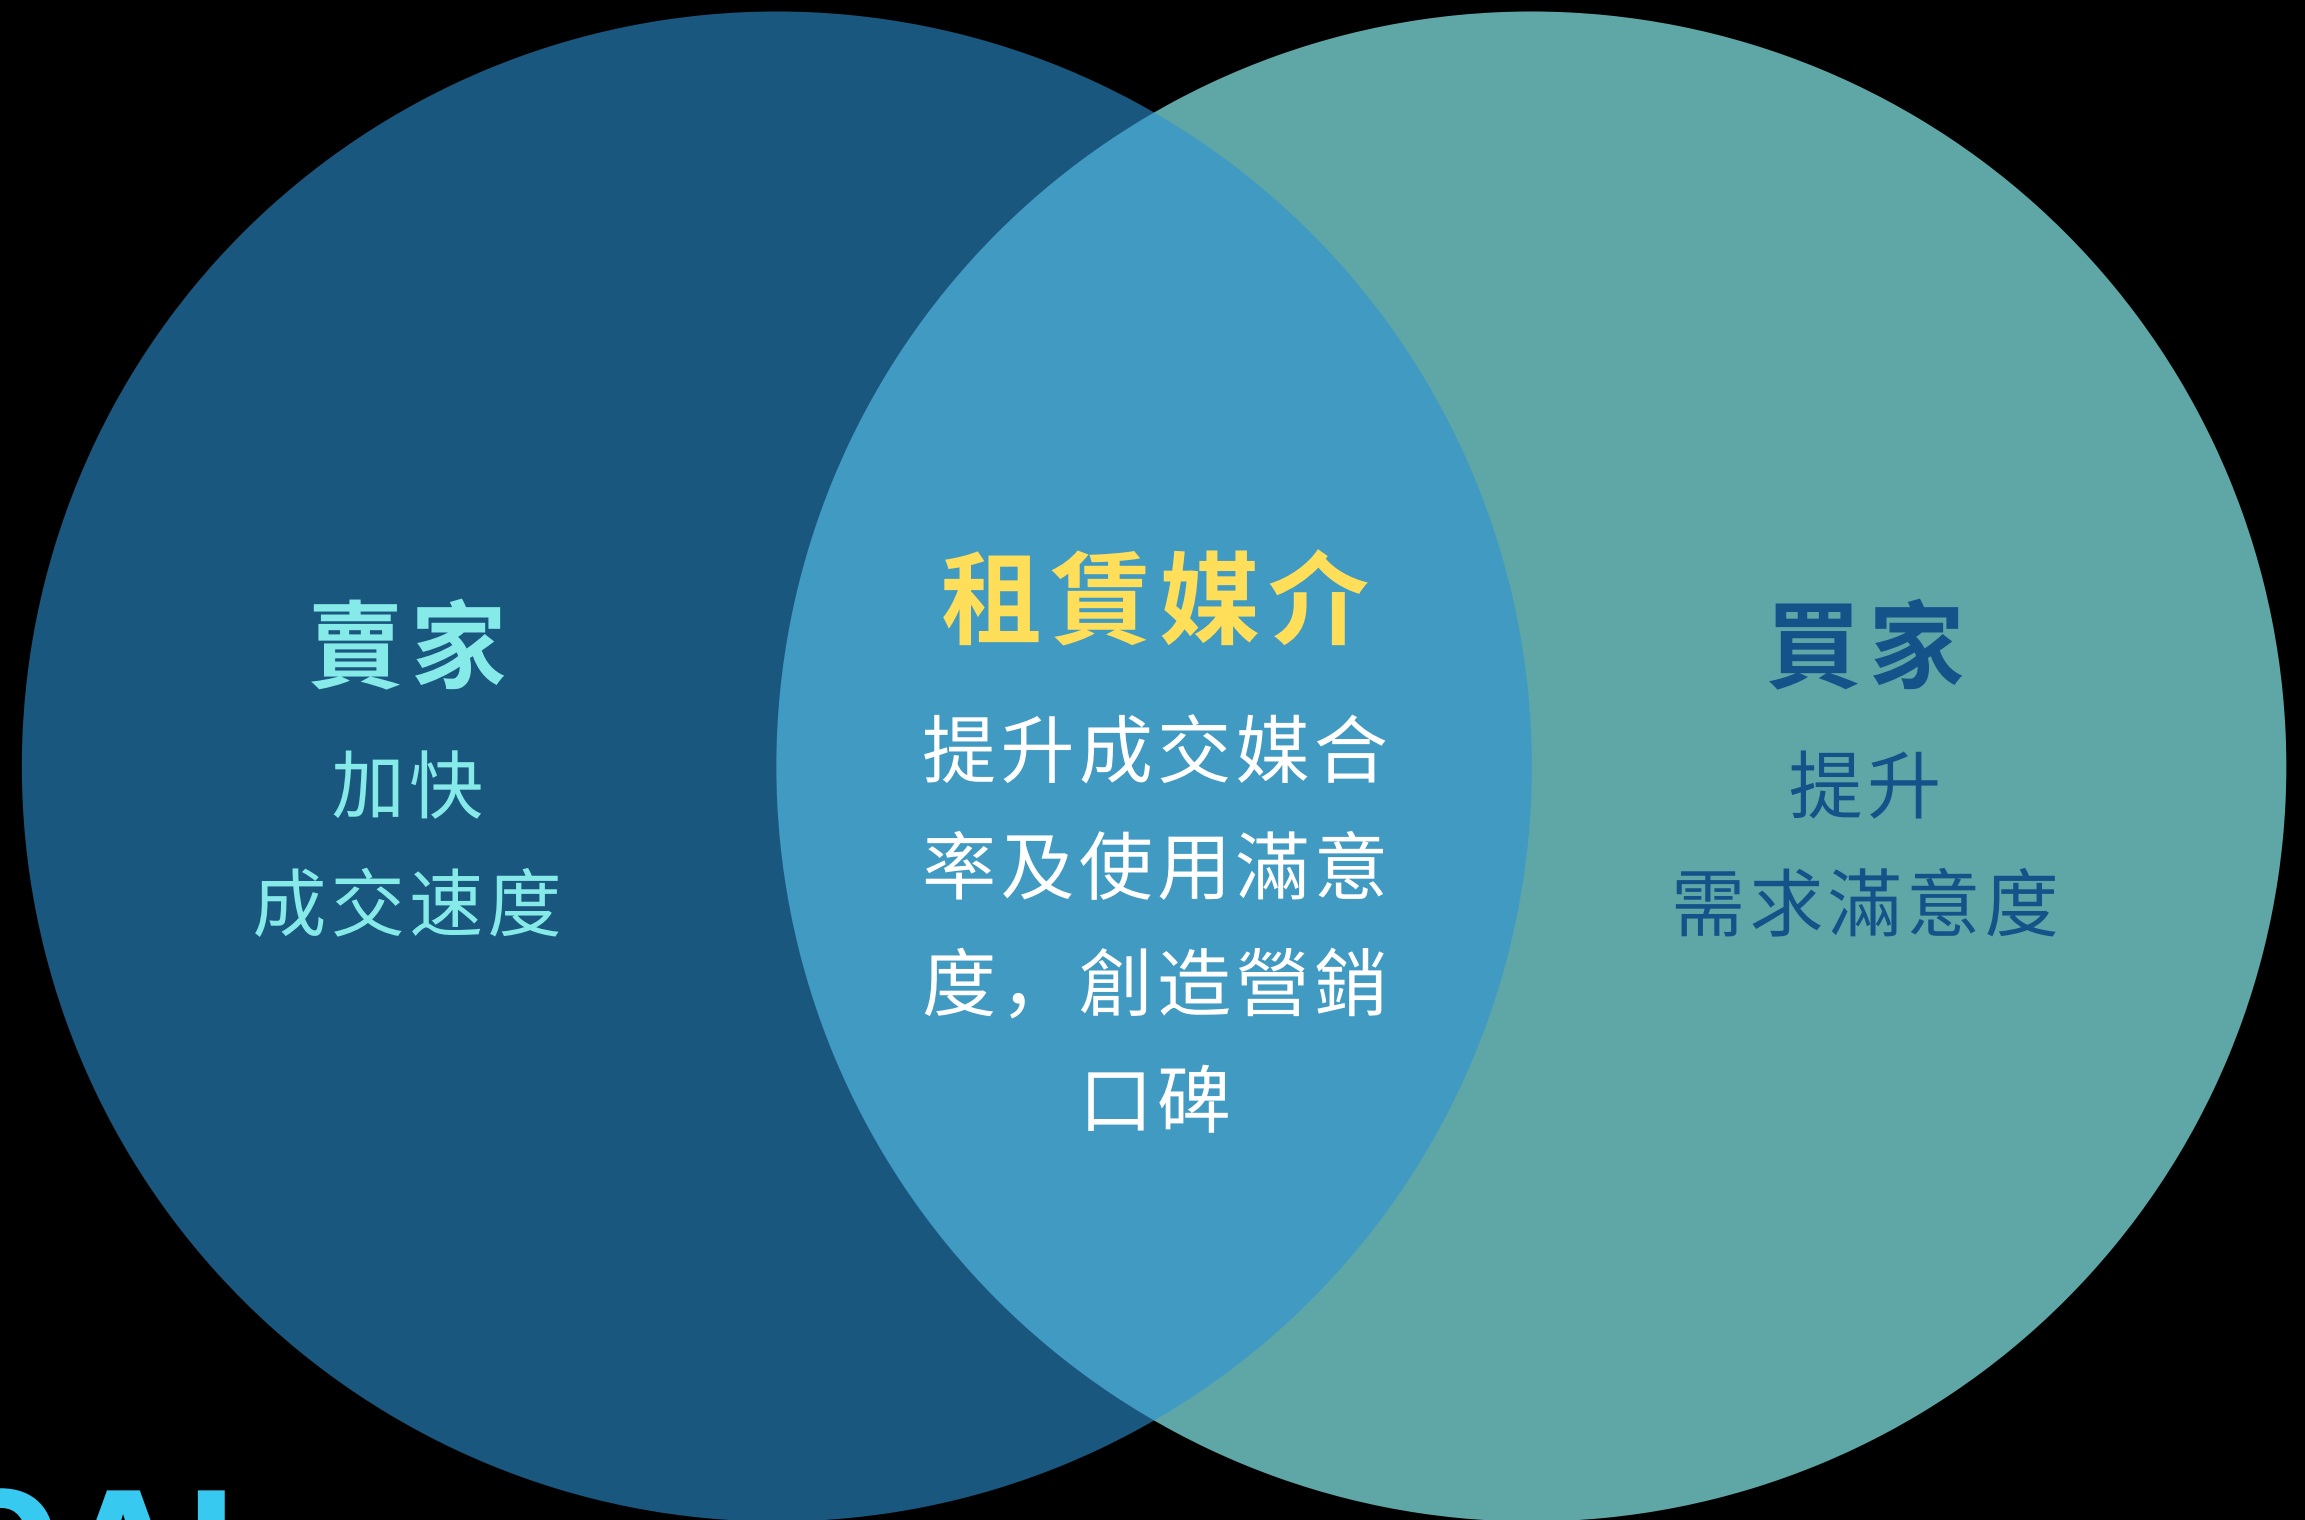 賣家
加快
成交速度
租賃媒介
提升成交媒合
率及使用滿意
度，創造營銷
口碑
買家
提升
需求滿意度